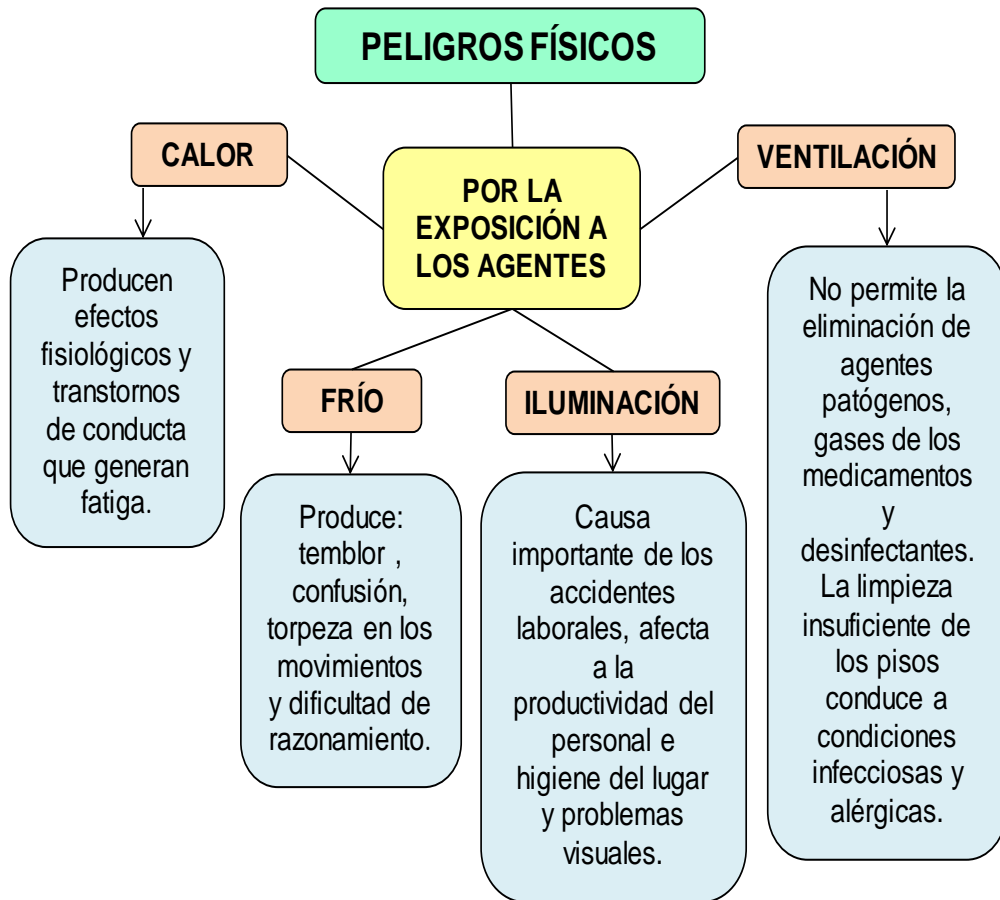 PELIGROS FÍSICOS
CALOR
VENTILACIÓN
POR LA
EXPOSICIÓN A
LOS AGENTES
Producen
efectos
fisiológicos y
transtornos
de conducta
que generan
fatiga.
FRÍO
ILUMINACIÓN
No permite la
eliminación de
agentes
patógenos,
gases de los
medicamentos
y
desinfectantes.
La limpieza
insuficiente de
los pisos
conduce a
condiciones
infecciosas y
alérgicas.
Produce:
temblor ,
confusión,
torpeza en los
movimientos
y dificultad de
razonamiento.
Causa
importante de los
accidentes
laborales, afecta
a la
productividad del
personal e
higiene del lugar
y problemas
visuales.